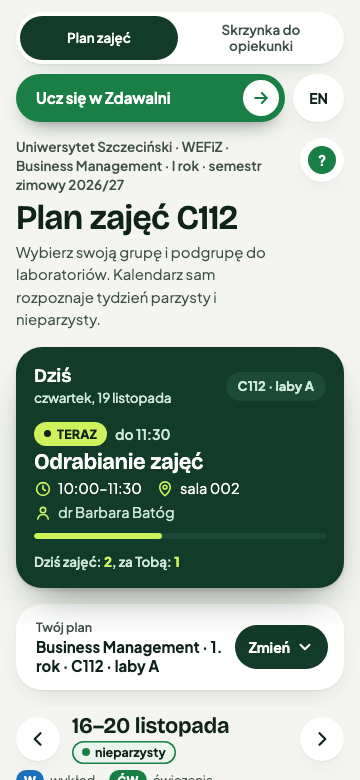 Plan zajęć
Skrzynka do
opiekunki
Ucz się w Zdawalni
EN
Uniwersytet Szczeciński · WEFiZ ·
Business Management · I rok · semestr
zimowy 2026/27
?
Plan zajęć C112
Wybierz swoją grupę i podgrupę do
laboratoriów. Kalendarz sam
rozpoznaje tydzień parzysty i
nieparzysty.
Dziś
czwartek, 19 listopada
C112 · laby A
TERAZ do 11:30
Odrabianie zajęć
10:00–11:30 sala 002
dr Barbara Batóg
Dziś zajęć: 2, za Tobą: 1
Twój plan
Business Management · 1.
rok · C112 · laby A
Zmień
16–20 listopada
nieparzysty
W wykład ĆW ćwiczenia